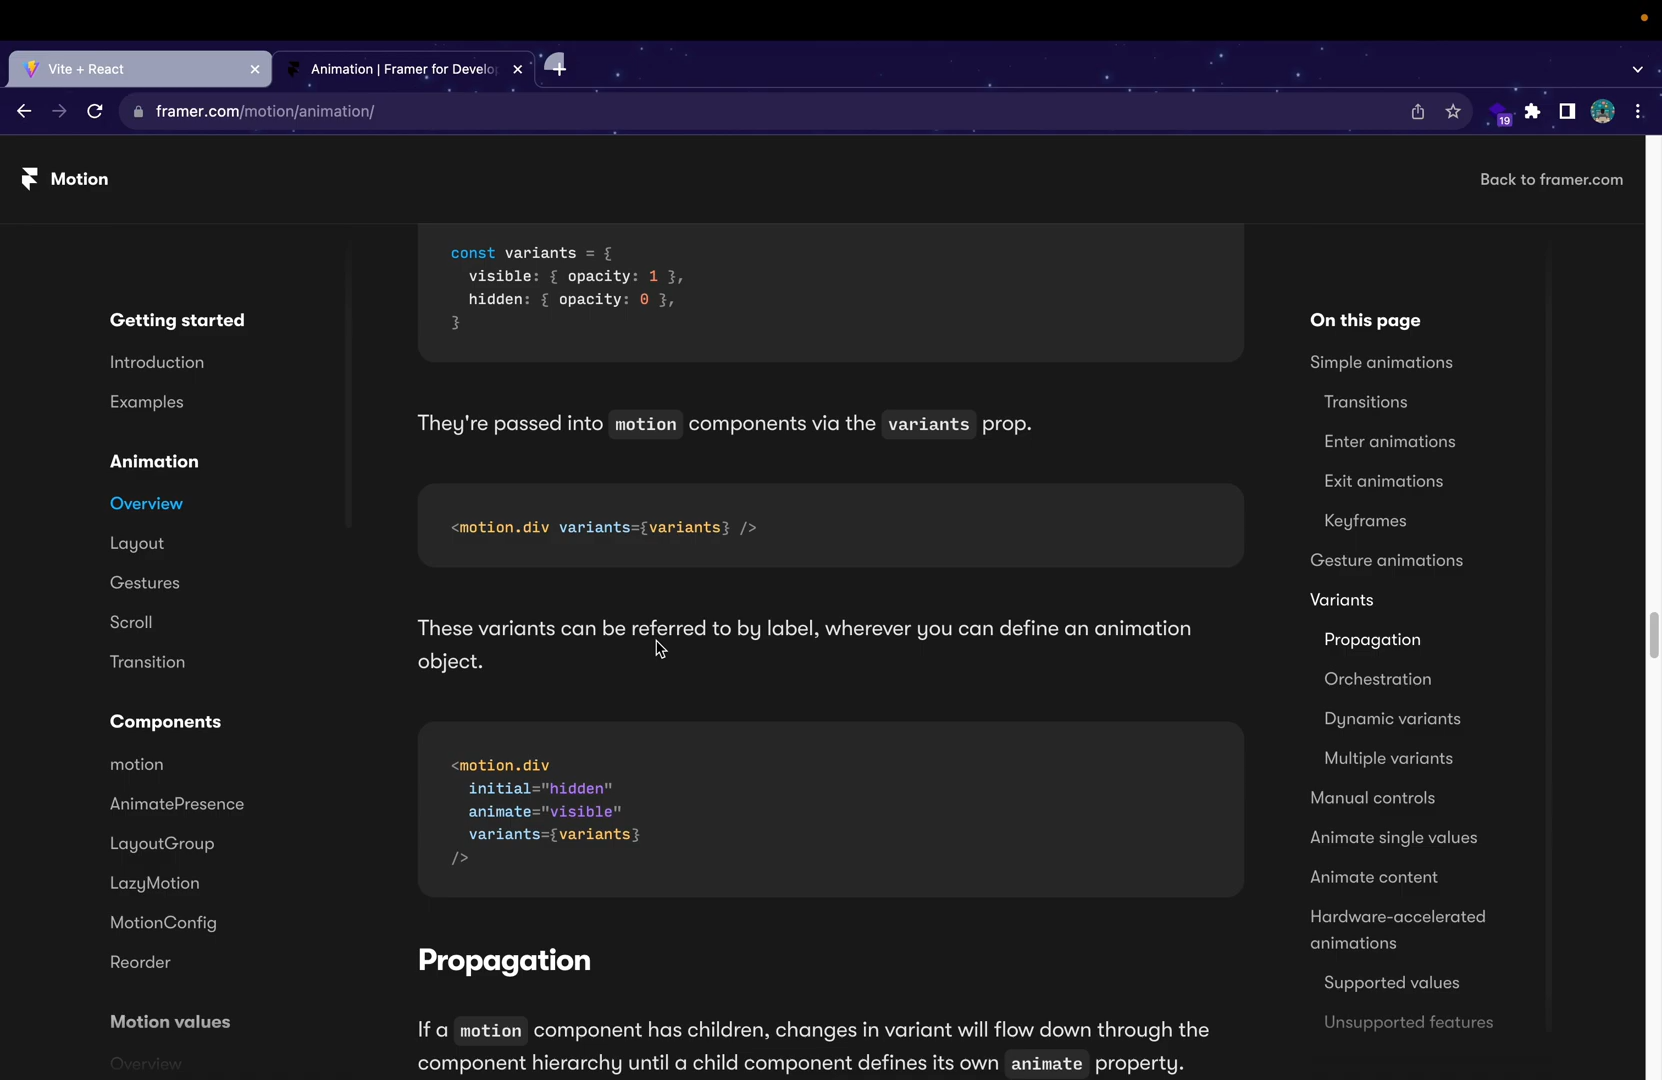 Vite + React
Animation | Framer for Develo
framer.com/motion/animation/
19
Motion
Back to framer.com
Getting started
Introduction
Examples
Animation
Overview
Layout
Gestures
Scroll
Transition
Components
motion
AnimatePresence
LayoutGroup
LazyMotion
MotionConfig
Reorder
Motion values
Overview
const variants = {
visible: { opacity: 1 },
hidden: { opacity: 0 },
}
They're passed into motion components via the variants prop.
<motion.div variants={variants} />
These variants can be referred to by label, wherever you can define an animation
object.
<motion.div
initial="hidden"
animate="visible"
variants={variants}
/>
Propagation
If a motion component has children, changes in variant will flow down through the
component hierarchy until a child component defines its own animate property.
On this page
Simple animations
Transitions
Enter animations
Exit animations
Keyframes
Gesture animations
Variants
Propagation
Orchestration
Dynamic variants
Multiple variants
Manual controls
Animate single values
Animate content
Hardware-accelerated
animations
Supported values
Unsupported features